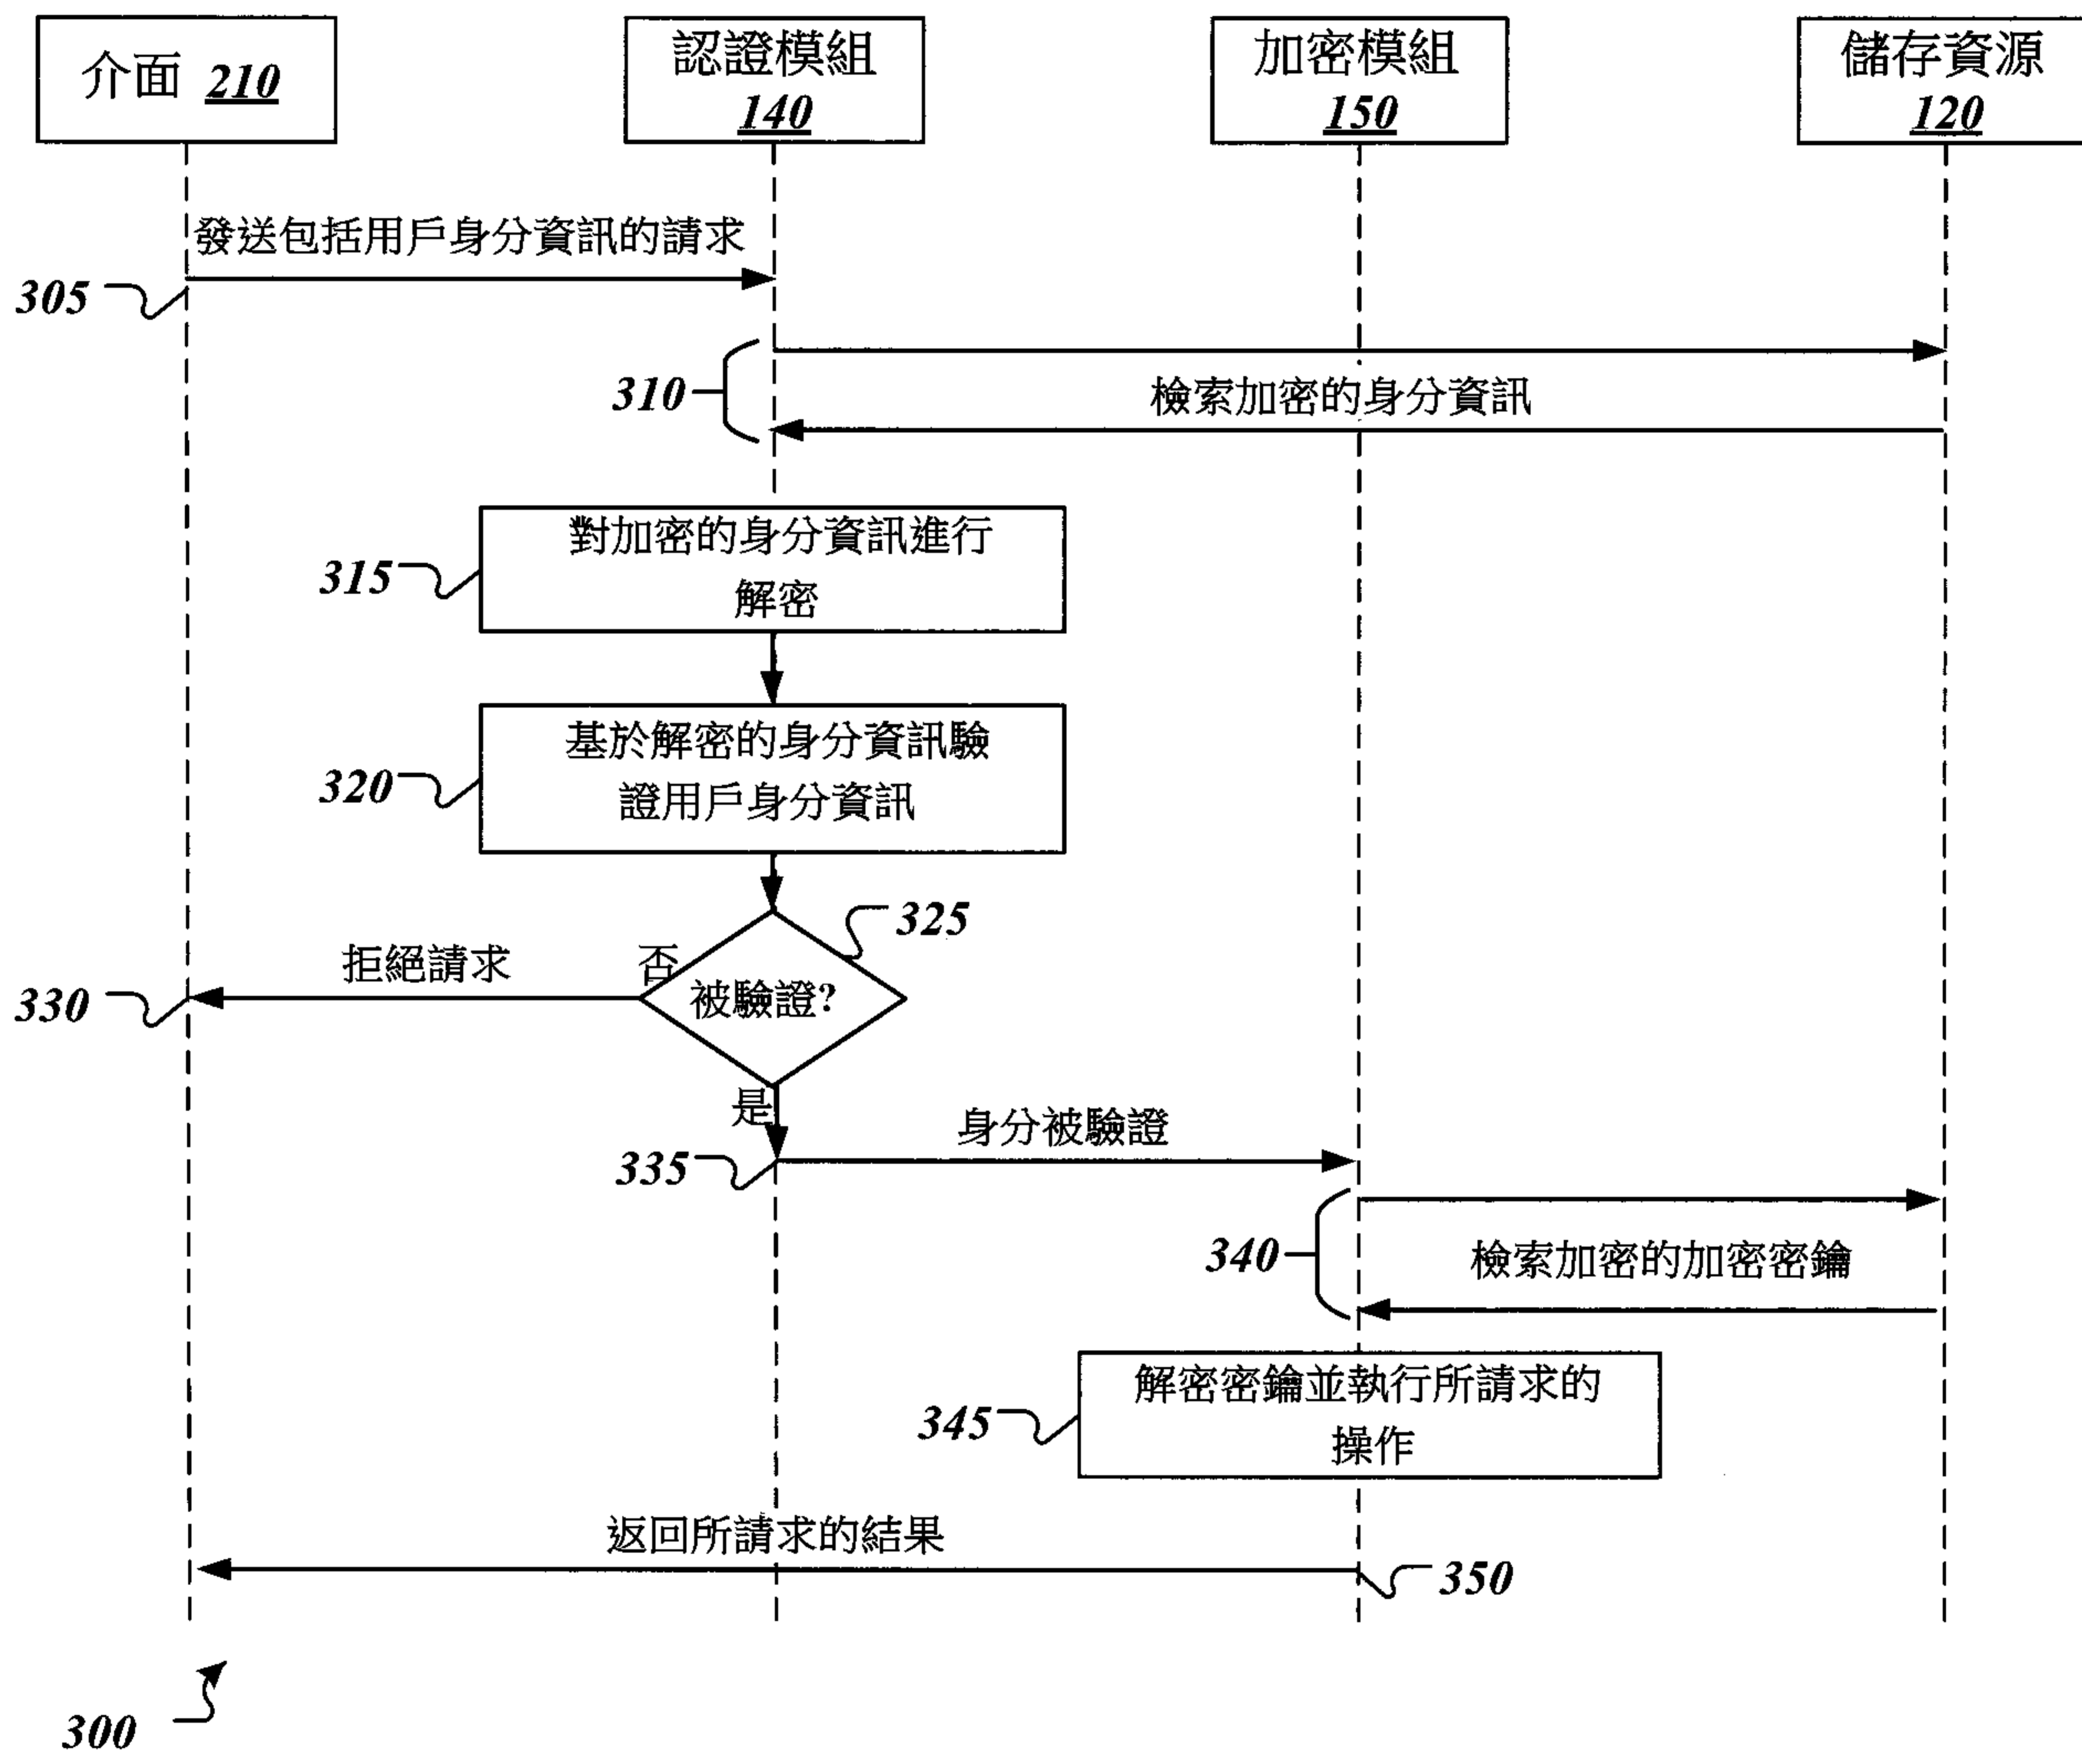 介面 210
認證模組
140
加密模組
150
儲存資源
120
發送包括用戶身分資訊的請求
305
310
檢索加密的身分資訊
對加密的身分資訊進行
解密
315
基於解密的身分資訊驗
證用戶身分資訊
320
325
拒絕請求
否
被驗證?
330
是
身分被驗證
335
340
檢索加密的加密密鑰
解密密鑰並執行所請求的
操作
345
返回所請求的結果
350
300